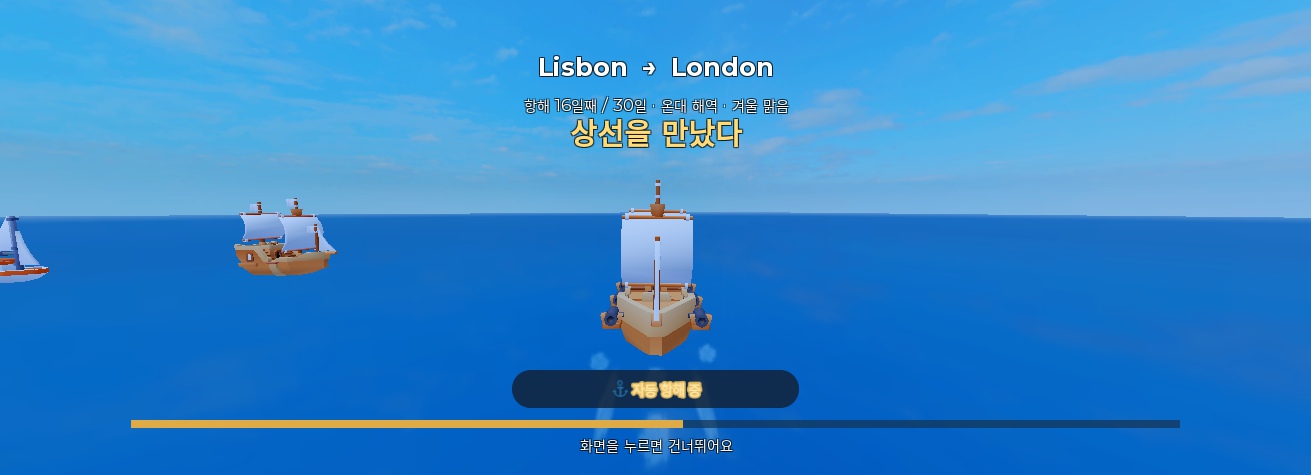 Lisbon → London
항해 16일째 / 30일 · 온대 해역 · 겨울 맑음
상선을 만났다
⚓ 자동 항해 중
화면을 누르면 건너뛰어요